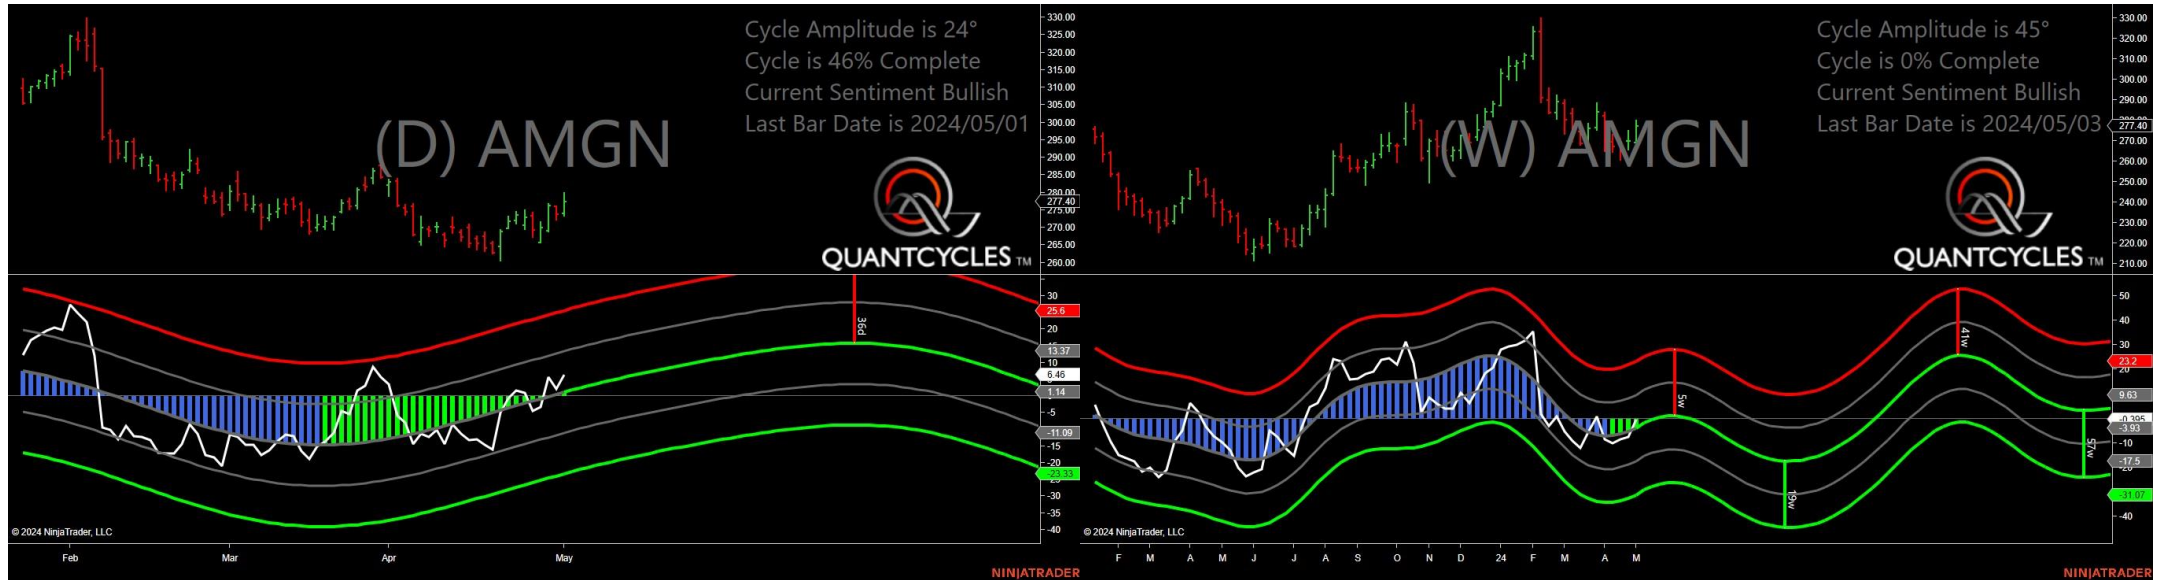 Cycle Amplitude is 24°
Cycle is 46% Complete
Current Sentiment Bullish
Last Bar Date is 2024/05/01
(D) AMGN
QUANTCYCLES TM
330.00
325.00
320.00
315.00
310.00
305.00
300.00
295.00
290.00
285.00
280.00
277.40
275.00
270.00
265.00
260.00
36d
30
25.6
20
13.37
10
6.46
1.14
-5
-11.09
-15
-20
-23.33
-30
-35
-40
© 2024 NinjaTrader, LLC
Feb Mar Apr May
NINJATRADER
Cycle Amplitude is 45°
Cycle is 0% Complete
Current Sentiment Bullish
Last Bar Date is 2024/05/03
(W) AMGN
QUANTCYCLES TM
330.00
320.00
310.00
300.00
290.00
277.40
270.00
260.00
250.00
240.00
230.00
220.00
210.00
5w
19w
41w
57w
50
40
30
23.2
20
9.63
-0.395
-3.93
-10
-17.5
-31.07
-40
© 2024 NinjaTrader, LLC
F M A M J J A S O N D 24 F M A M
NINJATRADER